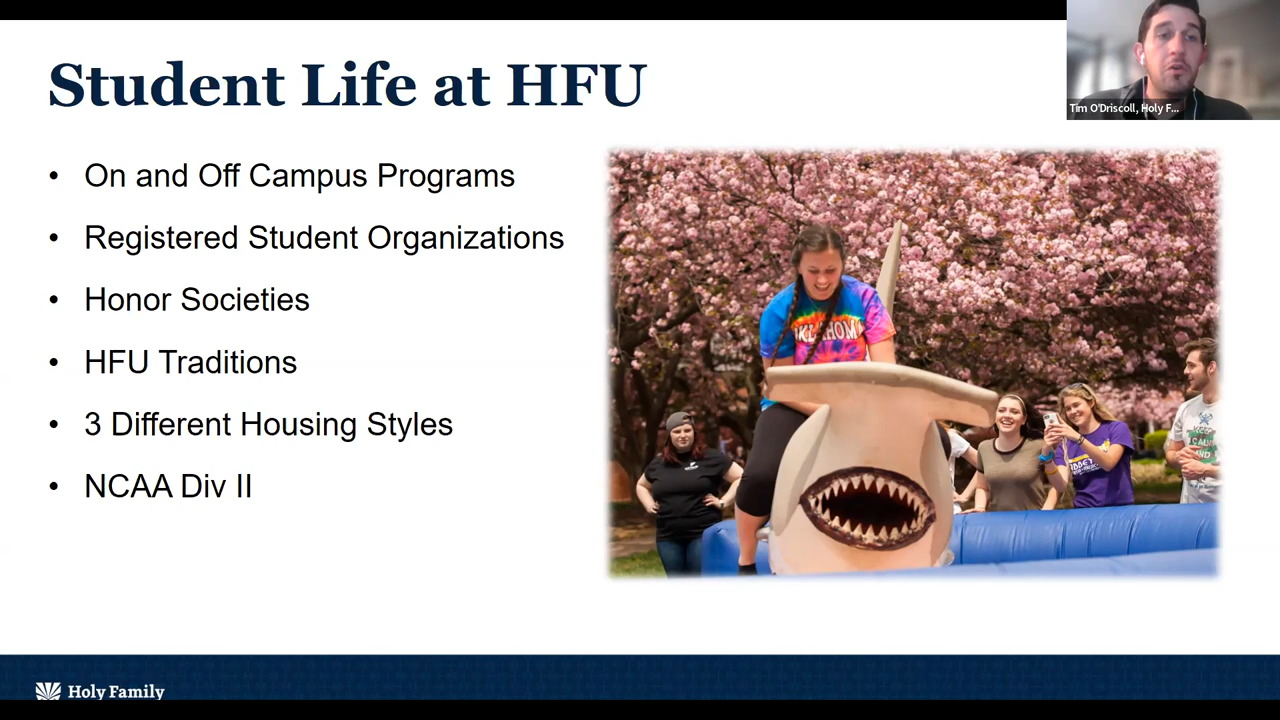 Student Life at HFU
Tim O'Driscoll, Holy F...
• On and Off Campus Programs
• Registered Student Organizations
• Honor Societies
• HFU Traditions
• 3 Different Housing Styles
• NCAA Div II
Holy Family